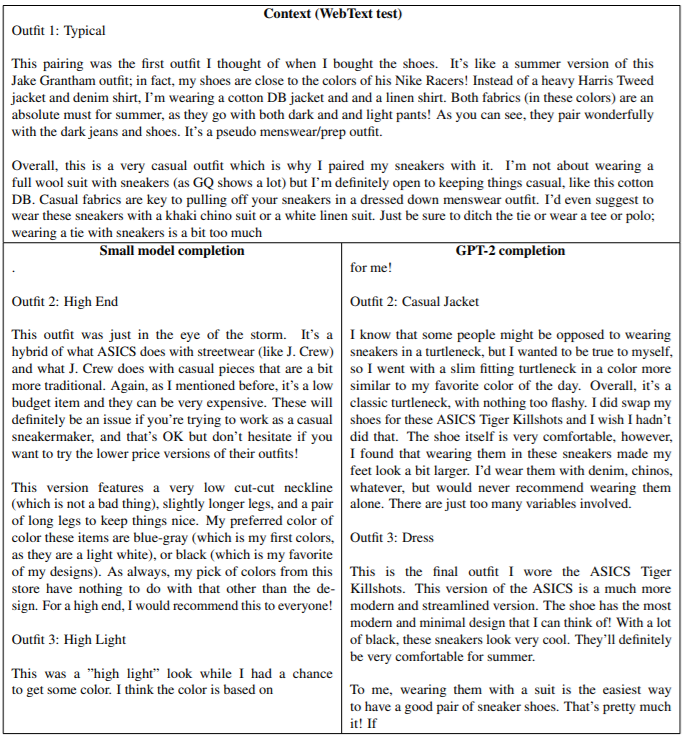 Context (WebText test)
Outfit 1: Typical
This pairing was the first outfit I thought of when I bought the shoes. It's like a summer version of this
Jake Grantham outfit; in fact, my shoes are close to the colors of his Nike Racers! Instead of a heavy Harris Tweed
jacket and denim shirt, I'm wearing a cotton DB jacket and and a linen shirt. Both fabrics (in these colors) are an
absolute must for summer, as they go with both dark and and light pants! As you can see, they pair wonderfully
with the dark jeans and shoes. It's a pseudo menswear/prep outfit.
Overall, this is a very casual outfit which is why I paired my sneakers with it. I'm not about wearing a
full wool suit with sneakers (as GQ shows a lot) but I'm definitely open to keeping things casual, like this cotton
DB. Casual fabrics are key to pulling off your sneakers in a dressed down menswear outfit. I'd even suggest to
wear these sneakers with a khaki chino suit or a white linen suit. Just be sure to ditch the tie or wear a tee or polo;
wearing a tie with sneakers is a bit too much
Small model completion
.
Outfit 2: High End
This outfit was just in the eye of the storm. It's a
hybrid of what ASICS does with streetwear (like J. Crew)
and what J. Crew does with casual pieces that are a bit
more traditional. Again, as I mentioned before, it's a low
budget item and they can be very expensive. These will
definitely be an issue if you're trying to work as a casual
sneakermaker, and that's OK but don't hesitate if you
want to try the lower price versions of their outfits!
This version features a very low cut-cut neckline
(which is not a bad thing), slightly longer legs, and a pair
of long legs to keep things nice. My preferred color of
color these items are blue-gray (which is my first colors,
as they are a light white), or black (which is my favorite
of my designs). As always, my pick of colors from this
store have nothing to do with that other than the de-
sign. For a high end, I would recommend this to everyone!
Outfit 3: High Light
This was a ”high light” look while I had a chance
to get some color. I think the color is based on
GPT-2 completion
for me!
Outfit 2: Casual Jacket
I know that some people might be opposed to wearing
sneakers in a turtleneck, but I wanted to be true to myself,
so I went with a slim fitting turtleneck in a color more
similar to my favorite color of the day. Overall, it's a
classic turtleneck, with nothing too flashy. I did swap my
shoes for these ASICS Tiger Killshots and I wish I hadn't
did that. The shoe itself is very comfortable, however,
I found that wearing them in these sneakers made my
feet look a bit larger. I'd wear them with denim, chinos,
whatever, but would never recommend wearing them
alone. There are just too many variables involved.
Outfit 3: Dress
This is the final outfit I wore the ASICS Tiger
Killshots. This version of the ASICS is a much more
modern and streamlined version. The shoe has the most
modern and minimal design that I can think of! With a lot
of black, these sneakers look very cool. They'll definitely
be very comfortable for summer.
To me, wearing them with a suit is the easiest way
to have a good pair of sneaker shoes. That's pretty much
it! If